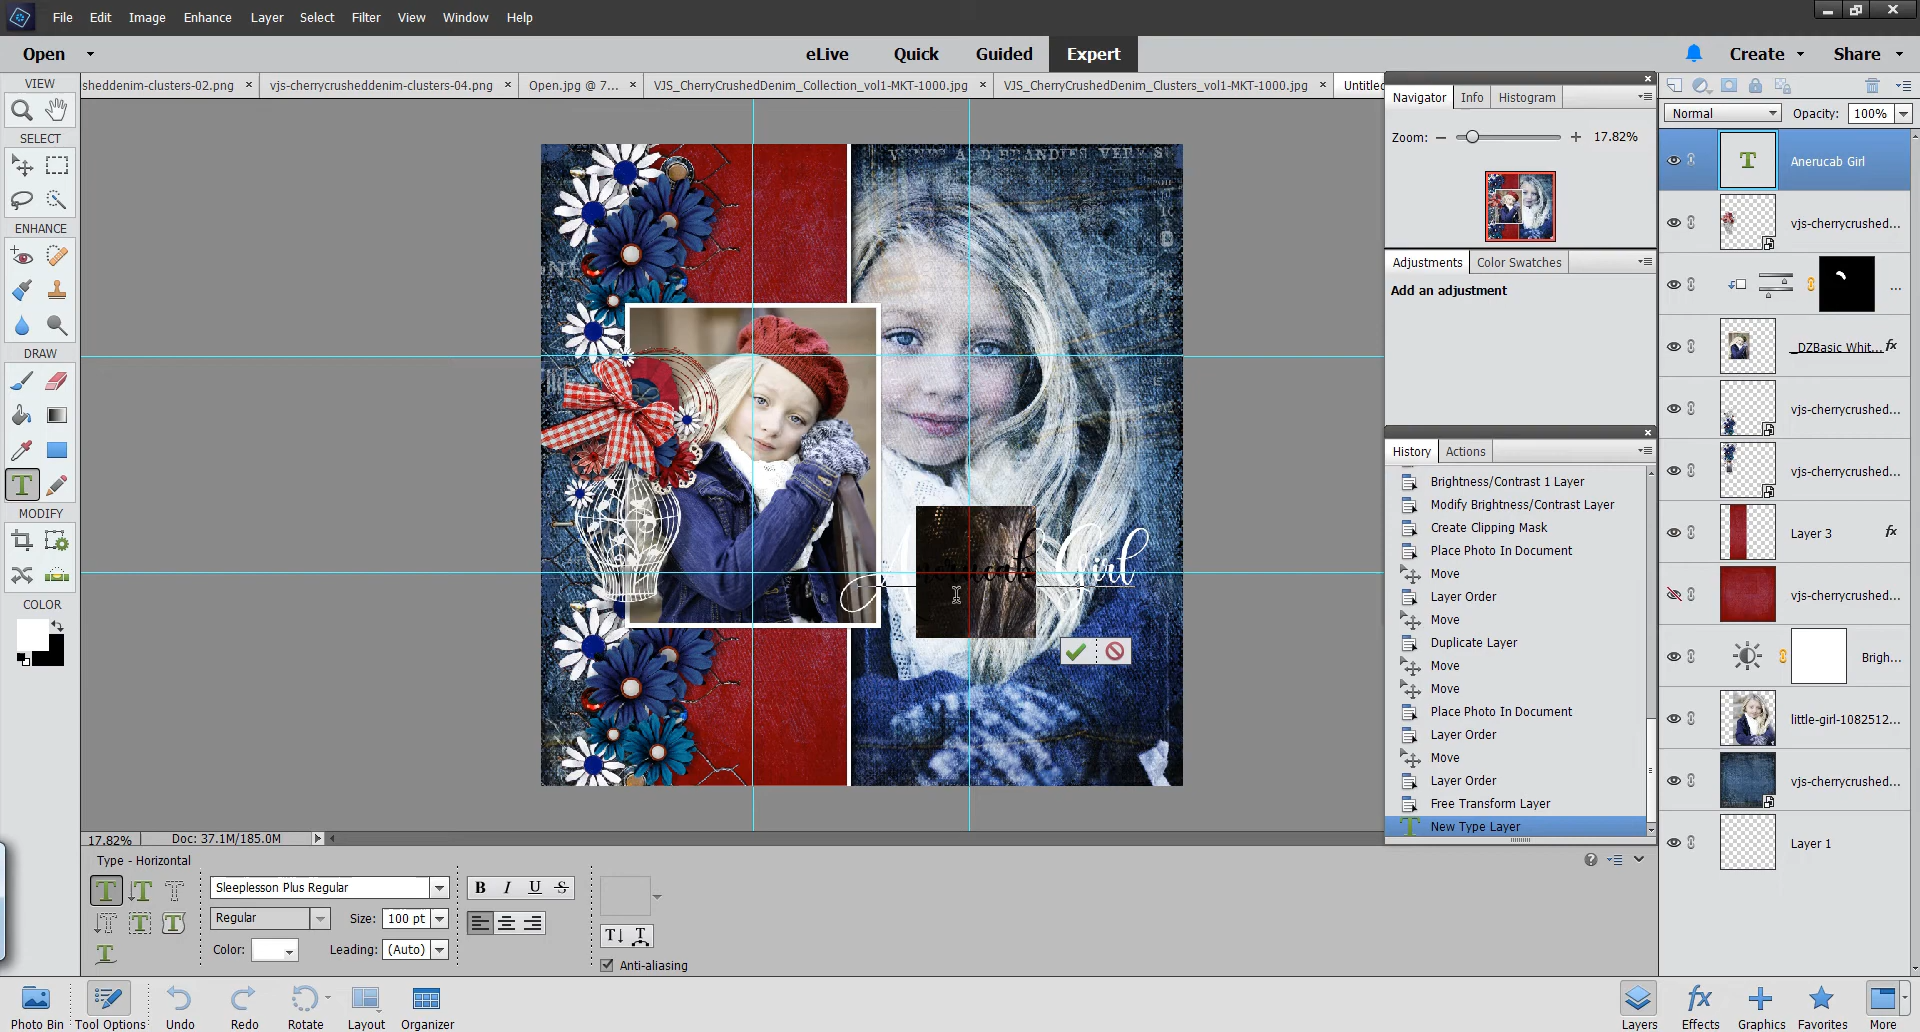 File Edit Image Enhance Layer Select Filter View Window Help
Open eLive Quick Guided Expert Create Share
VIEW
SELECT
ENHANCE
DRAW
MODIFY
COLOR
sheddenim-clusters-02.png × vjs-cherrycrusheddenim-clusters-04.png × Open.jpg @ 7... × VJS_CherryCrushedDenim_Collection_vol1-MKT-1000.jpg × VJS_CherryCrushedDenim_Clusters_vol1-MKT-1000.jpg × Untitled
Anerucab Girl
Navigator Info Histogram
Zoom: 17.82%
Adjustments Color Swatches
Add an adjustment
History Actions
Brightness/Contrast 1 Layer
Modify Brightness/Contrast Layer
Create Clipping Mask
Place Photo In Document
Move
Layer Order
Move
Duplicate Layer
Move
Move
Place Photo In Document
Layer Order
Move
Layer Order
Free Transform Layer
New Type Layer
Normal Opacity: 100%
Anerucab Girl
vjs-cherrycrushed...
...
_DZBasic Whit... fx
vjs-cherrycrushed...
vjs-cherrycrushed...
Layer 3 fx
vjs-cherrycrushed...
Brigh...
little-girl-1082512...
vjs-cherrycrushed...
Layer 1
17.82% Doc: 37.1M/185.0M
Type - Horizontal
Sleeplesson Plus Regular B I U S
Regular Size: 100 pt
Color: Leading: (Auto)
Anti-aliasing
Photo Bin Tool Options Undo Redo Rotate Layout Organizer Layers Effects Graphics Favorites More